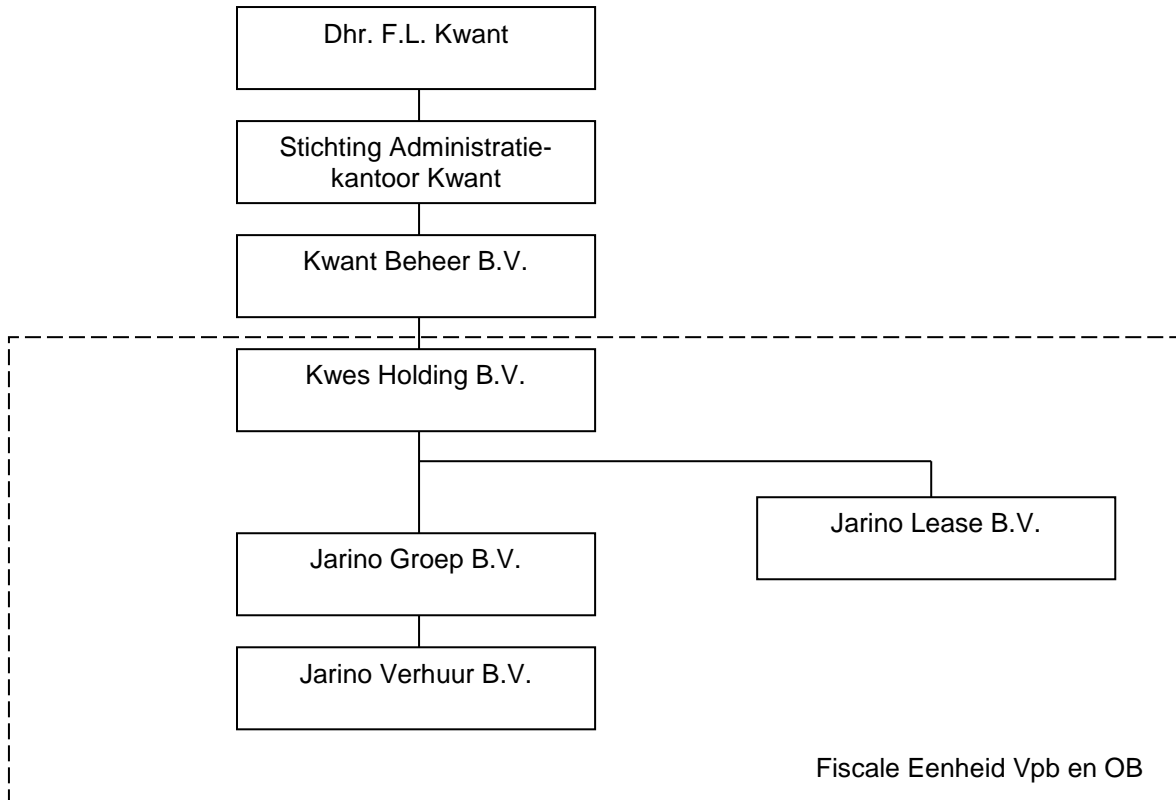 Dhr. F.L. Kwant
Stichting Administratie-
kantoor Kwant
Kwant Beheer B.V.
Kwes Holding B.V.
Jarino Lease B.V.
Jarino Groep B.V.
Jarino Verhuur B.V.
Fiscale Eenheid Vpb en OB